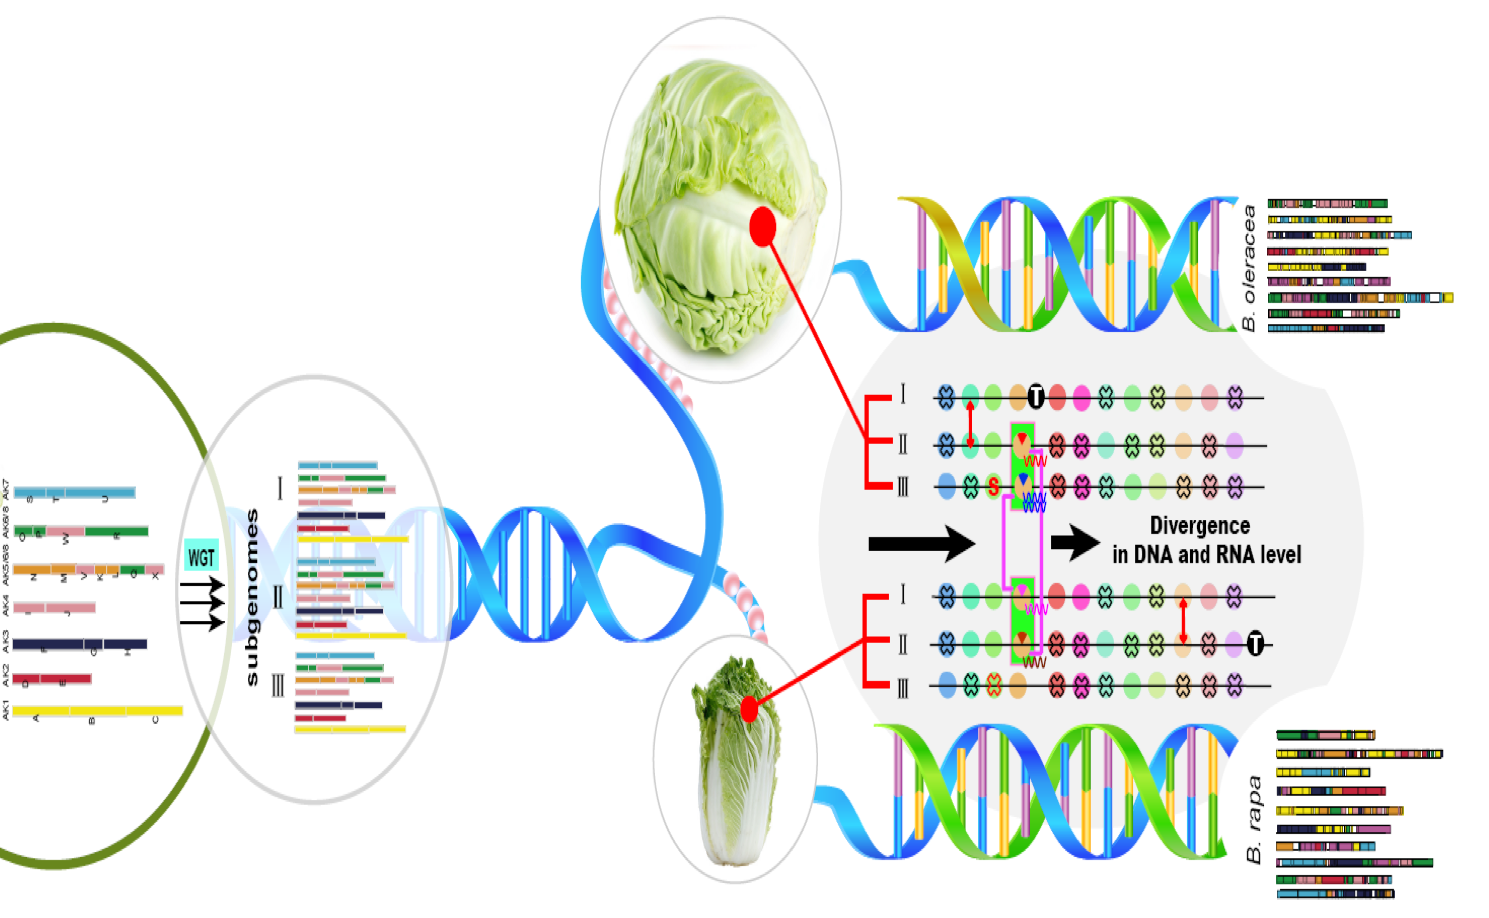 AK7
S T U
AK6/8
O P W R
AK5/6/8
N M V K L Q X
AK4
I J
AK3
F G H
AK2
D E
AK1
A B C
WGT
subgenomes
I
II
III
B. oleracea
I
T
II
III
S
Divergence
in DNA and RNA level
I
II
T
III
B. rapa